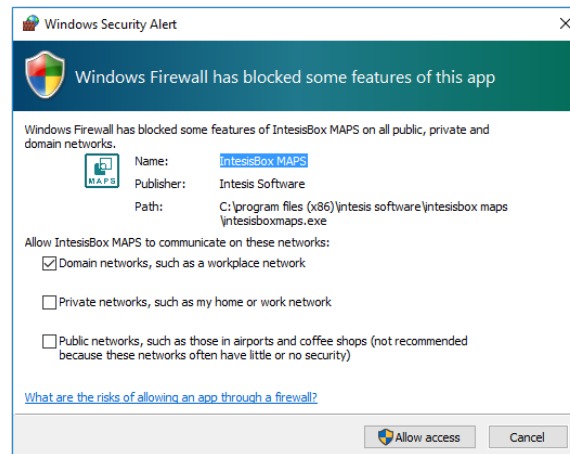 Windows Security Alert
Windows Firewall has blocked some features of this app
Windows Firewall has blocked some features of IntesisBox MAPS on all public, private and
domain networks.
MAPS
Name: IntesisBox MAPS
Publisher: Intesis Software
Path: C:\program files (x86)\intesis software\intesisbox maps
\intesisboxmaps.exe
Allow IntesisBox MAPS to communicate on these networks:
Domain networks, such as a workplace network
Private networks, such as my home or work network
Public networks, such as those in airports and coffee shops (not recommended
because these networks often have little or no security)
What are the risks of allowing an app through a firewall?
Allow access Cancel